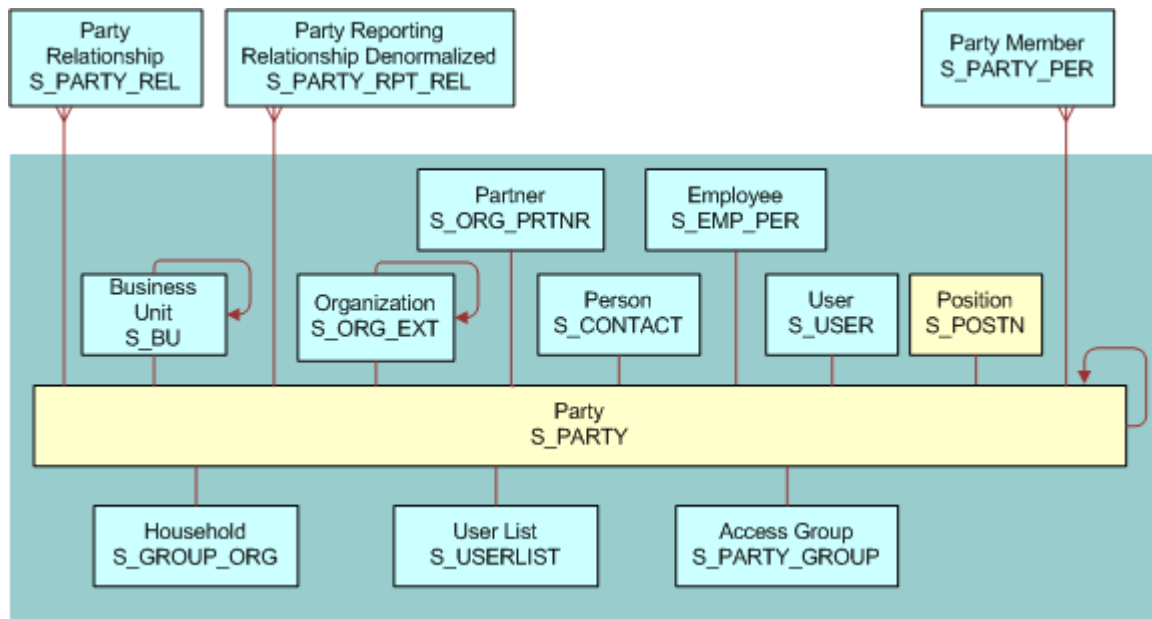 Party
Relationship
S_PARTY_REL
Party Reporting
Relationship Denormalized
S_PARTY_RPT_REL
Party Member
S_PARTY_PER
Partner
S_ORG_PRTNR
Employee
S_EMP_PER
Business
Unit
S_BU
Organization
S_ORG_EXT
Person
S_CONTACT
User
S_USER
Position
S_POSTN
Party
S_PARTY
Household
S_GROUP_ORG
User List
S_USERLIST
Access Group
S_PARTY_GROUP